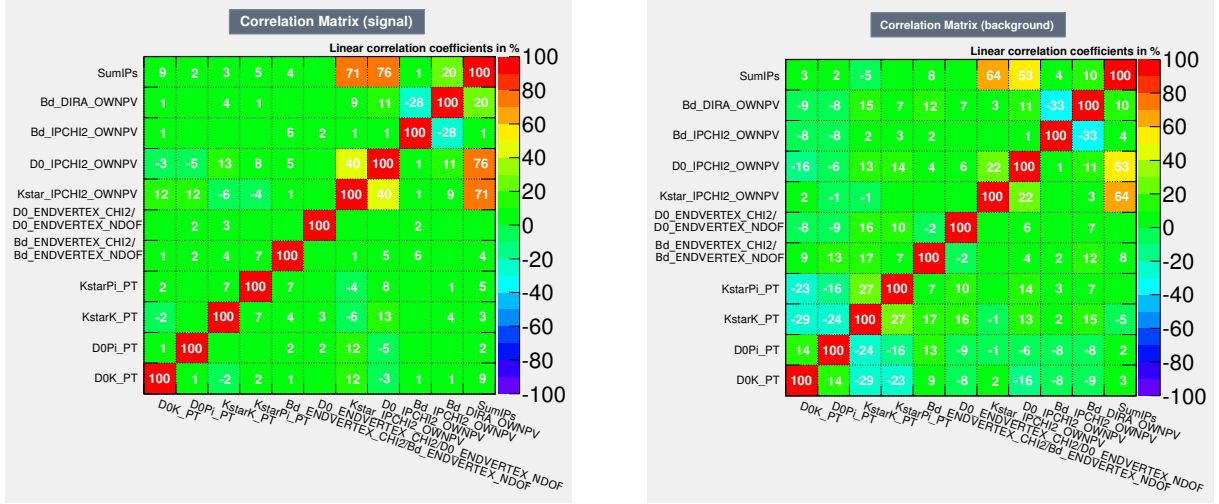 Correlation Matrix (signal)
Linear correlation coefficients in %
SumIPs 9 2 3 5 4 71 76 1 20 100
Bd_DIRA_OWNPV 1 4 1 9 11 -28 100 20
Bd_IPCHI2_OWNPV 1 6 2 1 1 100 -28 1
D0_IPCHI2_OWNPV -3 -5 13 8 5 40 100 1 11 76
Kstar_IPCHI2_OWNPV 12 12 -6 -4 1 100 40 1 9 71
D0_ENDVERTEX_CHI2/
D0_ENDVERTEX_NDOF 2 3 100 2
Bd_ENDVERTEX_CHI2/
Bd_ENDVERTEX_NDOF 1 2 4 7 100 1 5 6 4
KstarPi_PT 2 7 100 7 -4 8 1 5
KstarK_PT -2 100 7 4 3 -6 13 4 3
D0Pi_PT 1 100 2 2 12 -5 2
D0K_PT 100 1 -2 2 1 12 -3 1 1 9
100
80
60
40
20
0
-20
-40
-60
-80
-100
D0K_PT
D0Pi_PT
KstarK_PT
KstarPi_PT
Bd_ENDVERTEX_CHI2/Bd_ENDVERTEX_NDOF
D0_ENDVERTEX_CHI2/D0_ENDVERTEX_NDOF
Kstar_IPCHI2_OWNPV
D0_IPCHI2_OWNPV
Bd_IPCHI2_OWNPV
Bd_DIRA_OWNPV
SumIPs
Correlation Matrix (background)
Linear correlation coefficients in %
SumIPs 3 2 -5 8 64 53 4 10 100
Bd_DIRA_OWNPV -9 -8 15 7 12 7 3 11 -33 100 10
Bd_IPCHI2_OWNPV -8 -8 2 3 2 1 100 -33 4
D0_IPCHI2_OWNPV -16 -6 13 14 4 6 22 100 1 11 53
Kstar_IPCHI2_OWNPV 2 -1 -1 100 22 3 64
D0_ENDVERTEX_CHI2/
D0_ENDVERTEX_NDOF -8 -9 16 10 -2 100 6 7
Bd_ENDVERTEX_CHI2/
Bd_ENDVERTEX_NDOF 9 13 17 7 100 -2 4 2 12 8
KstarPi_PT -23 -16 27 100 7 10 14 3 7
KstarK_PT -29 -24 100 27 17 16 -1 13 2 15 -5
D0Pi_PT 14 100 -24 -16 13 -9 -1 -6 -8 -8 2
D0K_PT 100 14 -29 -23 9 -8 2 -16 -8 -9 3
100
80
60
40
20
0
-20
-40
-60
-80
-100
D0K_PT
D0Pi_PT
KstarK_PT
KstarPi_PT
Bd_ENDVERTEX_CHI2/Bd_ENDVERTEX_NDOF
D0_ENDVERTEX_CHI2/D0_ENDVERTEX_NDOF
Kstar_IPCHI2_OWNPV
D0_IPCHI2_OWNPV
Bd_IPCHI2_OWNPV
Bd_DIRA_OWNPV
SumIPs